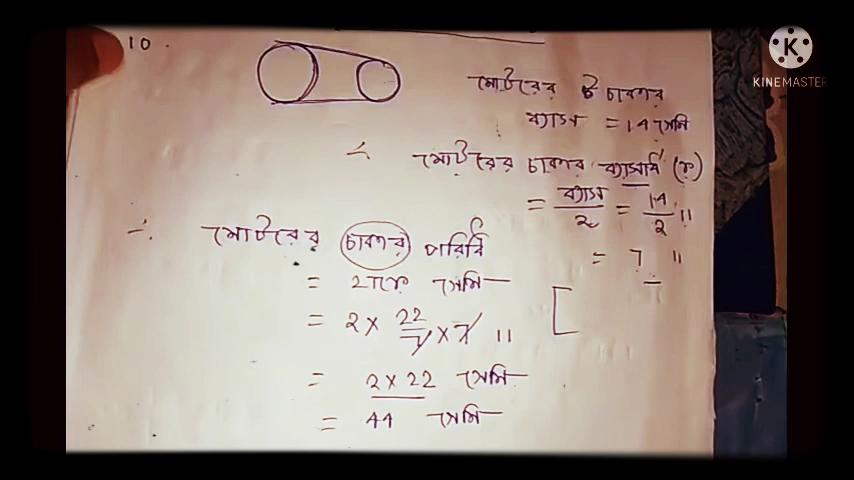 10.
KINEMASTER
মোটরের চাকার
ব্যাস = 14 সেমি
∴ মোটরের চাকার ব্যাসার্ধ (r)
= ব্যাস/2 = 14/2 "
= 7 "
∴ মোটরের চাকার পরিধি
= 2πr সেমি
= 2 × 22/7 × 7 "
= 2 × 22 সেমি
= 44 সেমি